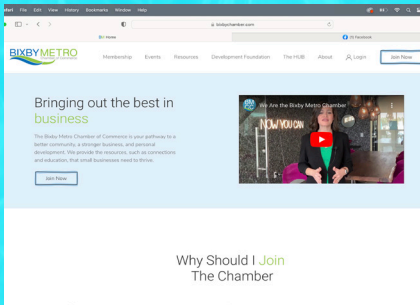 Safari File Edit View History Bookmarks Window Help
bixbychamber.com
Home
(1) Facebook
BIXBY METRO
Membership Events Resources Development Foundation The HUB About Login Join Now
Bringing out the best in
business
The Bixby Metro Chamber of Commerce is your pathway to a
better community, a stronger business, and personal
development. We provide the resources, such as connections
and education, that small businesses need to thrive.
Join Now
We Are the Bixby Metro Chamber
NOW YOU CAN
Why Should I Join
The Chamber